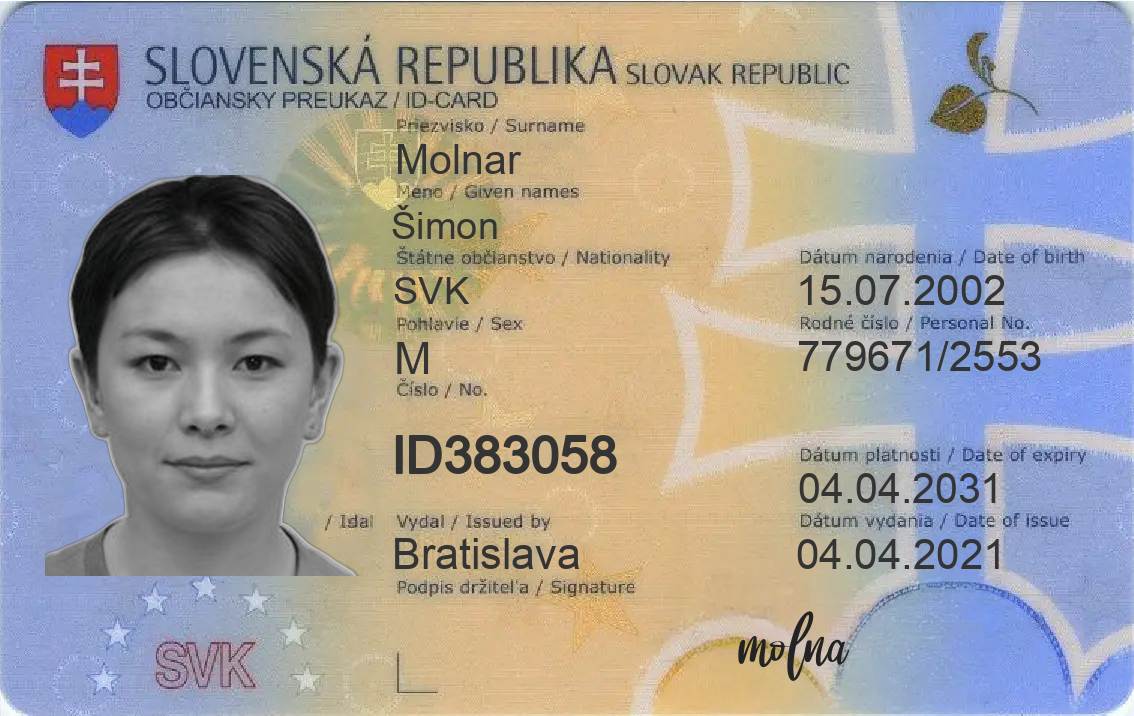 SLOVENSKÁ REPUBLIKA SLOVAK REPUBLIC
OBČIANSKY PREUKAZ / ID-CARD
Priezvisko / Surname
Molnar
Meno / Given names
Šimon
Štátne občianstvo / Nationality
SVK
Dátum narodenia / Date of birth
15.07.2002
Pohlavie / Sex
M
Rodné číslo / Personal No.
779671/2553
Číslo / No.
ID383058
Dátum platnosti / Date of expiry
04.04.2031
/ Idal
Vydal / Issued by
Bratislava
Dátum vydania / Date of issue
04.04.2021
Podpis držiteľa / Signature
molna
SVK